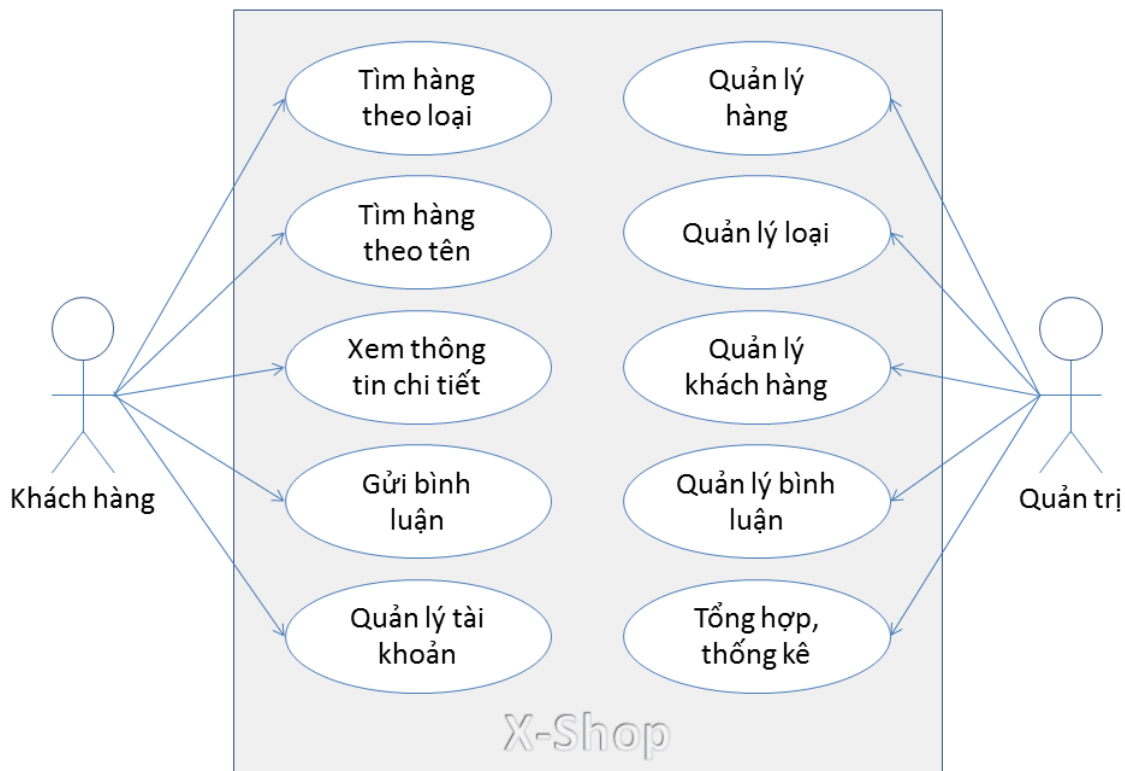 Tìm hàng
theo loại
Quản lý
hàng
Tìm hàng
theo tên
Quản lý loại
Xem thông
tin chi tiết
Quản lý
khách hàng
Gửi bình
luận
Quản lý bình
luận
Khách hàng
Quản trị
Quản lý tài
khoản
Tổng hợp,
thống kê
X-Shop